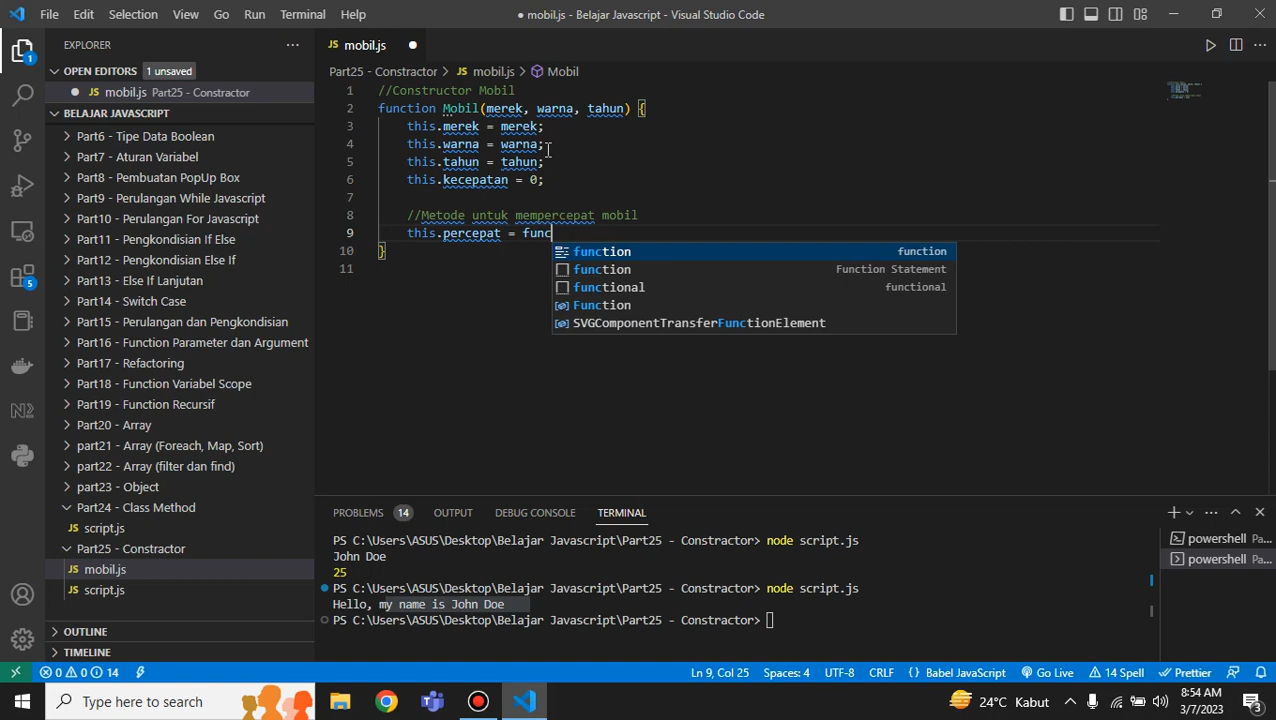 File Edit Selection View Go Run Terminal Help
● mobil.js - Belajar Javascript - Visual Studio Code
EXPLORER
OPEN EDITORS 1 unsaved
JS mobil.js Part25 - Constractor
BELAJAR JAVASCRIPT
Part6 - Tipe Data Boolean
Part7 - Aturan Variabel
Part8 - Pembuatan PopUp Box
Part9 - Perulangan While Javascript
Part10 - Perulangan For Javascript
Part11 - Pengkondisian If Else
Part12 - Pengkondisian Else If
Part13 - Else If Lanjutan
Part14 - Switch Case
Part15 - Perulangan dan Pengkondisian
Part16 - Function Parameter dan Argument
Part17 - Refactoring
Part18 - Function Variabel Scope
Part19 - Function Recursif
Part20 - Array
part21 - Array (Foreach, Map, Sort)
part22 - Array (filter dan find)
part23 - Object
Part24 - Class Method
JS script.js
Part25 - Constractor
JS mobil.js
JS script.js
OUTLINE
TIMELINE
1
5
N2
JS mobil.js ●
Part25 - Constractor > JS mobil.js > Mobil
1 //Constructor Mobil
2 function Mobil(merek, warna, tahun) {
3 this.merek = merek;
4 this.warna = warna;
5 this.tahun = tahun;
6 this.kecepatan = 0;
7
8 //Metode untuk mempercepat mobil
9 this.percepat = func
10 }
11
function function
function Function Statement
functional functional
Function
SVGComponentTransferFunctionElement
PROBLEMS 14 OUTPUT DEBUG CONSOLE TERMINAL
PS C:\Users\ASUS\Desktop\Belajar Javascript\Part25 - Constractor> node script.js
John Doe
25
PS C:\Users\ASUS\Desktop\Belajar Javascript\Part25 - Constractor> node script.js
Hello, my name is John Doe
PS C:\Users\ASUS\Desktop\Belajar Javascript\Part25 - Constractor>
powershell Pa...
powershell Pa...
0 0 14 Ln 9, Col 25 Spaces: 4 UTF-8 CRLF {} Babel JavaScript Go Live 14 Spell Prettier
Type here to search
24°C Kabut
8:54 AM
3/7/2023
3